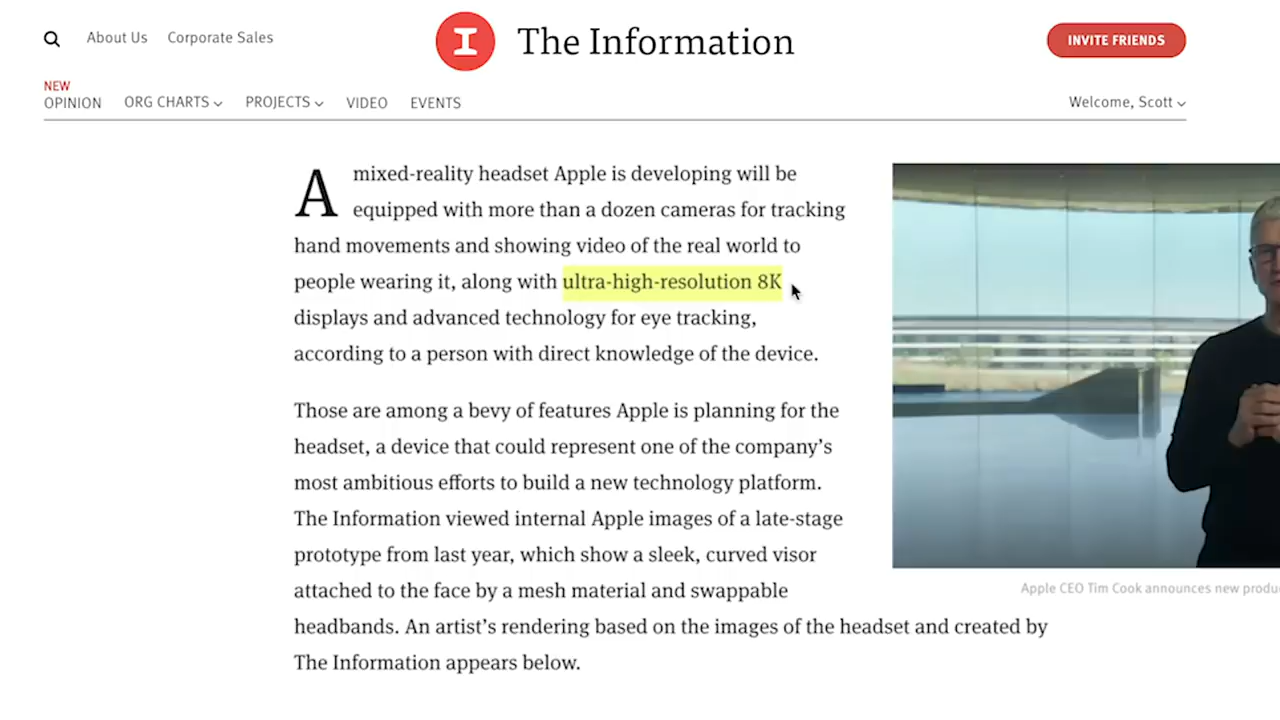 About Us Corporate Sales
The Information
INVITE FRIENDS
NEW
OPINION ORG CHARTS PROJECTS VIDEO EVENTS
Welcome, Scott
A mixed-reality headset Apple is developing will be
equipped with more than a dozen cameras for tracking
hand movements and showing video of the real world to
people wearing it, along with ultra-high-resolution 8K
displays and advanced technology for eye tracking,
according to a person with direct knowledge of the device.
Those are among a bevy of features Apple is planning for the
headset, a device that could represent one of the company's
most ambitious efforts to build a new technology platform.
The Information viewed internal Apple images of a late-stage
prototype from last year, which show a sleek, curved visor
attached to the face by a mesh material and swappable
headbands. An artist's rendering based on the images of the headset and created by
The Information appears below.
Apple CEO Tim Cook announces new